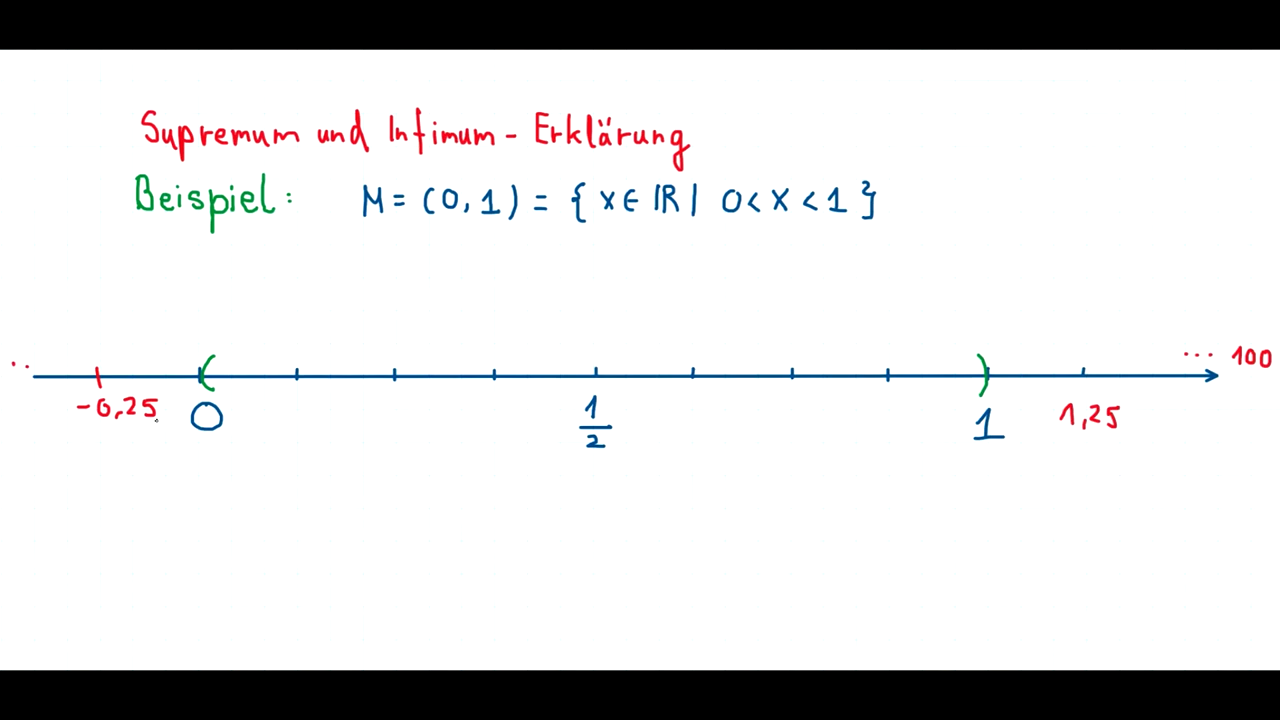 Supremum und Infimum - Erklärung
Beispiel: M = (0,1) = { x ∈ ℝ | 0 < x < 1 }
.. ... 100
-0,25 0 1/2 1 1,25